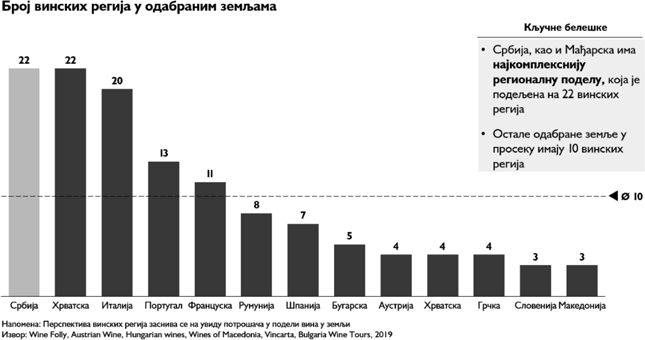 Број винских регија у одабраним земљама
Кључне белешке
• Србија, као и Мађарска има
најкомплекснију
регионалну поделу, која је
подељена на 22 винских
регија
• Остале одабране земље у
просеку имају 10 винских
регија
22
22
20
13
11
8
7
5
4
4
4
3
3
Ø 10
Србија
Хрватска
Италија
Португал
Француска
Румунија
Шпанија
Бугарска
Аустрија
Хрватска
Грчка
Словенија
Македонија
Напомена: Перспектива винских регија заснива се на увиду потрошача у подели вина у земљи
Извор: Wine Folly, Austrian Wine, Hungarian wines, Wines of Macedonia, Vincarta, Bulgaria Wine Tours, 2019